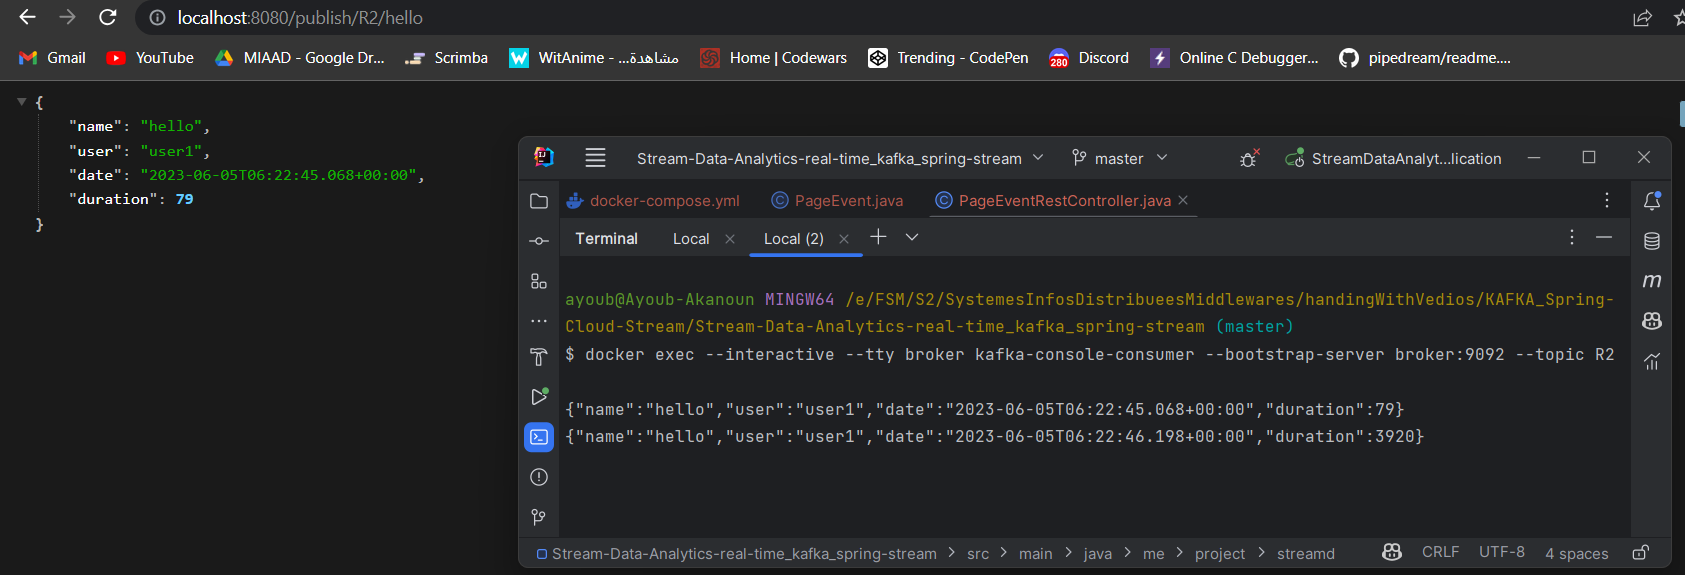 localhost:8080/publish/R2/hello
Gmail YouTube MIAAD - Google Dr... Scrimba WitAnime - ...مشاهدة Home | Codewars Trending - CodePen 280 Discord Online C Debugger... pipedream/readme....
{
"name": "hello",
"user": "user1",
"date": "2023-06-05T06:22:45.068+00:00",
"duration": 79
}
Stream-Data-Analytics-real-time_kafka_spring-stream master StreamDataAnalyt...lication
docker-compose.yml PageEvent.java PageEventRestController.java
Terminal Local Local (2)
ayoub@Ayoub-Akanoun MINGW64 /e/FSM/S2/SystemesInfosDistribueesMiddlewares/handingWithVedios/KAFKA_Spring-
Cloud-Stream/Stream-Data-Analytics-real-time_kafka_spring-stream (master)
$ docker exec --interactive --tty broker kafka-console-consumer --bootstrap-server broker:9092 --topic R2
{"name":"hello","user":"user1","date":"2023-06-05T06:22:45.068+00:00","duration":79}
{"name":"hello","user":"user1","date":"2023-06-05T06:22:46.198+00:00","duration":3920}
Stream-Data-Analytics-real-time_kafka_spring-stream > src > main > java > me > project > streamd CRLF UTF-8 4 spaces